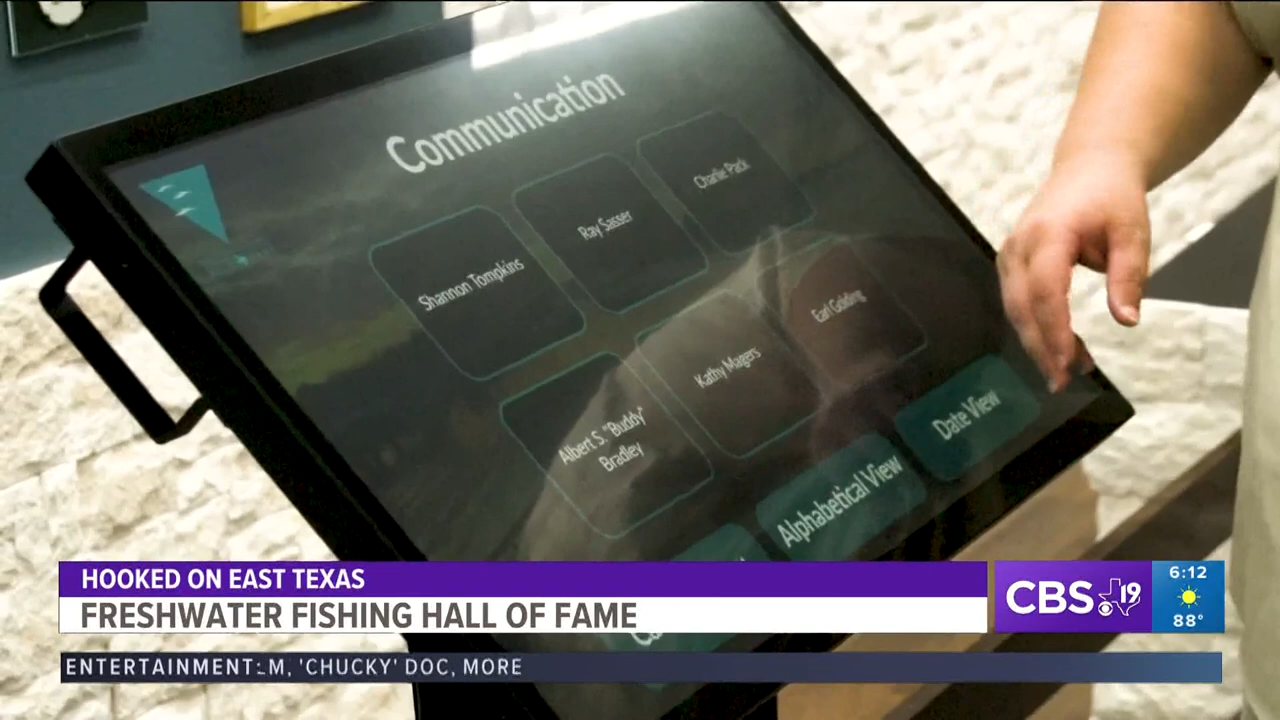 Communication
Shannon Tompkins
Ray Sasser
Charlie Pack
Albert S. "Buddy"
Bradley
Kathy Magers
Earl Golding
Alphabetical View
Date View
HOOKED ON EAST TEXAS
FRESHWATER FISHING HALL OF FAME
CBS 19
6:12
88°
ENTERTAINMENT: M, 'CHUCKY' DOC, MORE